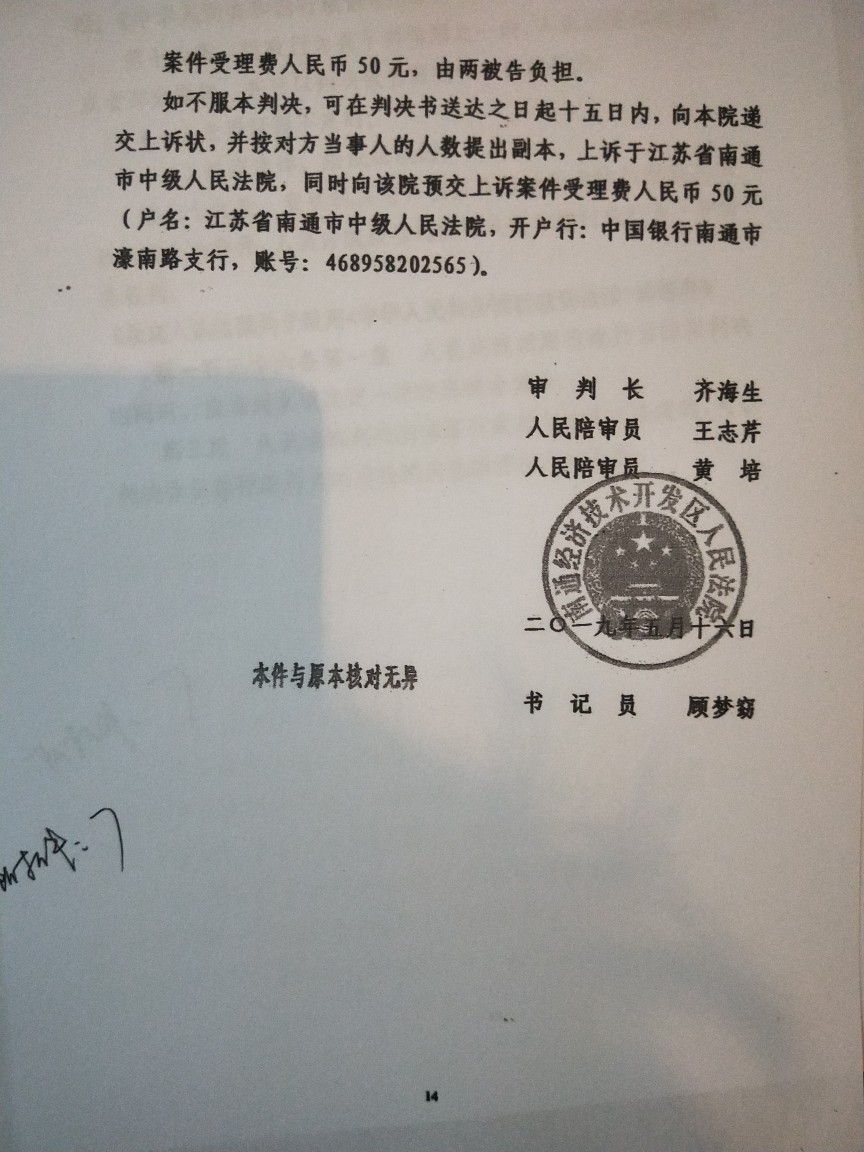 案件受理费人民币 50 元，由两被告负担。
如不服本判决，可在判决书送达之日起十五日内，向本院递
交上诉状，并按对方当事人的人数提出副本，上诉于江苏省南通
市中级人民法院，同时向该院预交上诉案件受理费人民币 50 元
（户名：江苏省南通市中级人民法院，开户行：中国银行南通市
濠南路支行，账号：468958202565）。
审 判 长 齐海生
人民陪审员 王志芹
人民陪审员 黄 培
南通经济技术开发区人民法院
二〇一九年五月十六日
本件与原本核对无异
书 记 员 顾梦窈
14